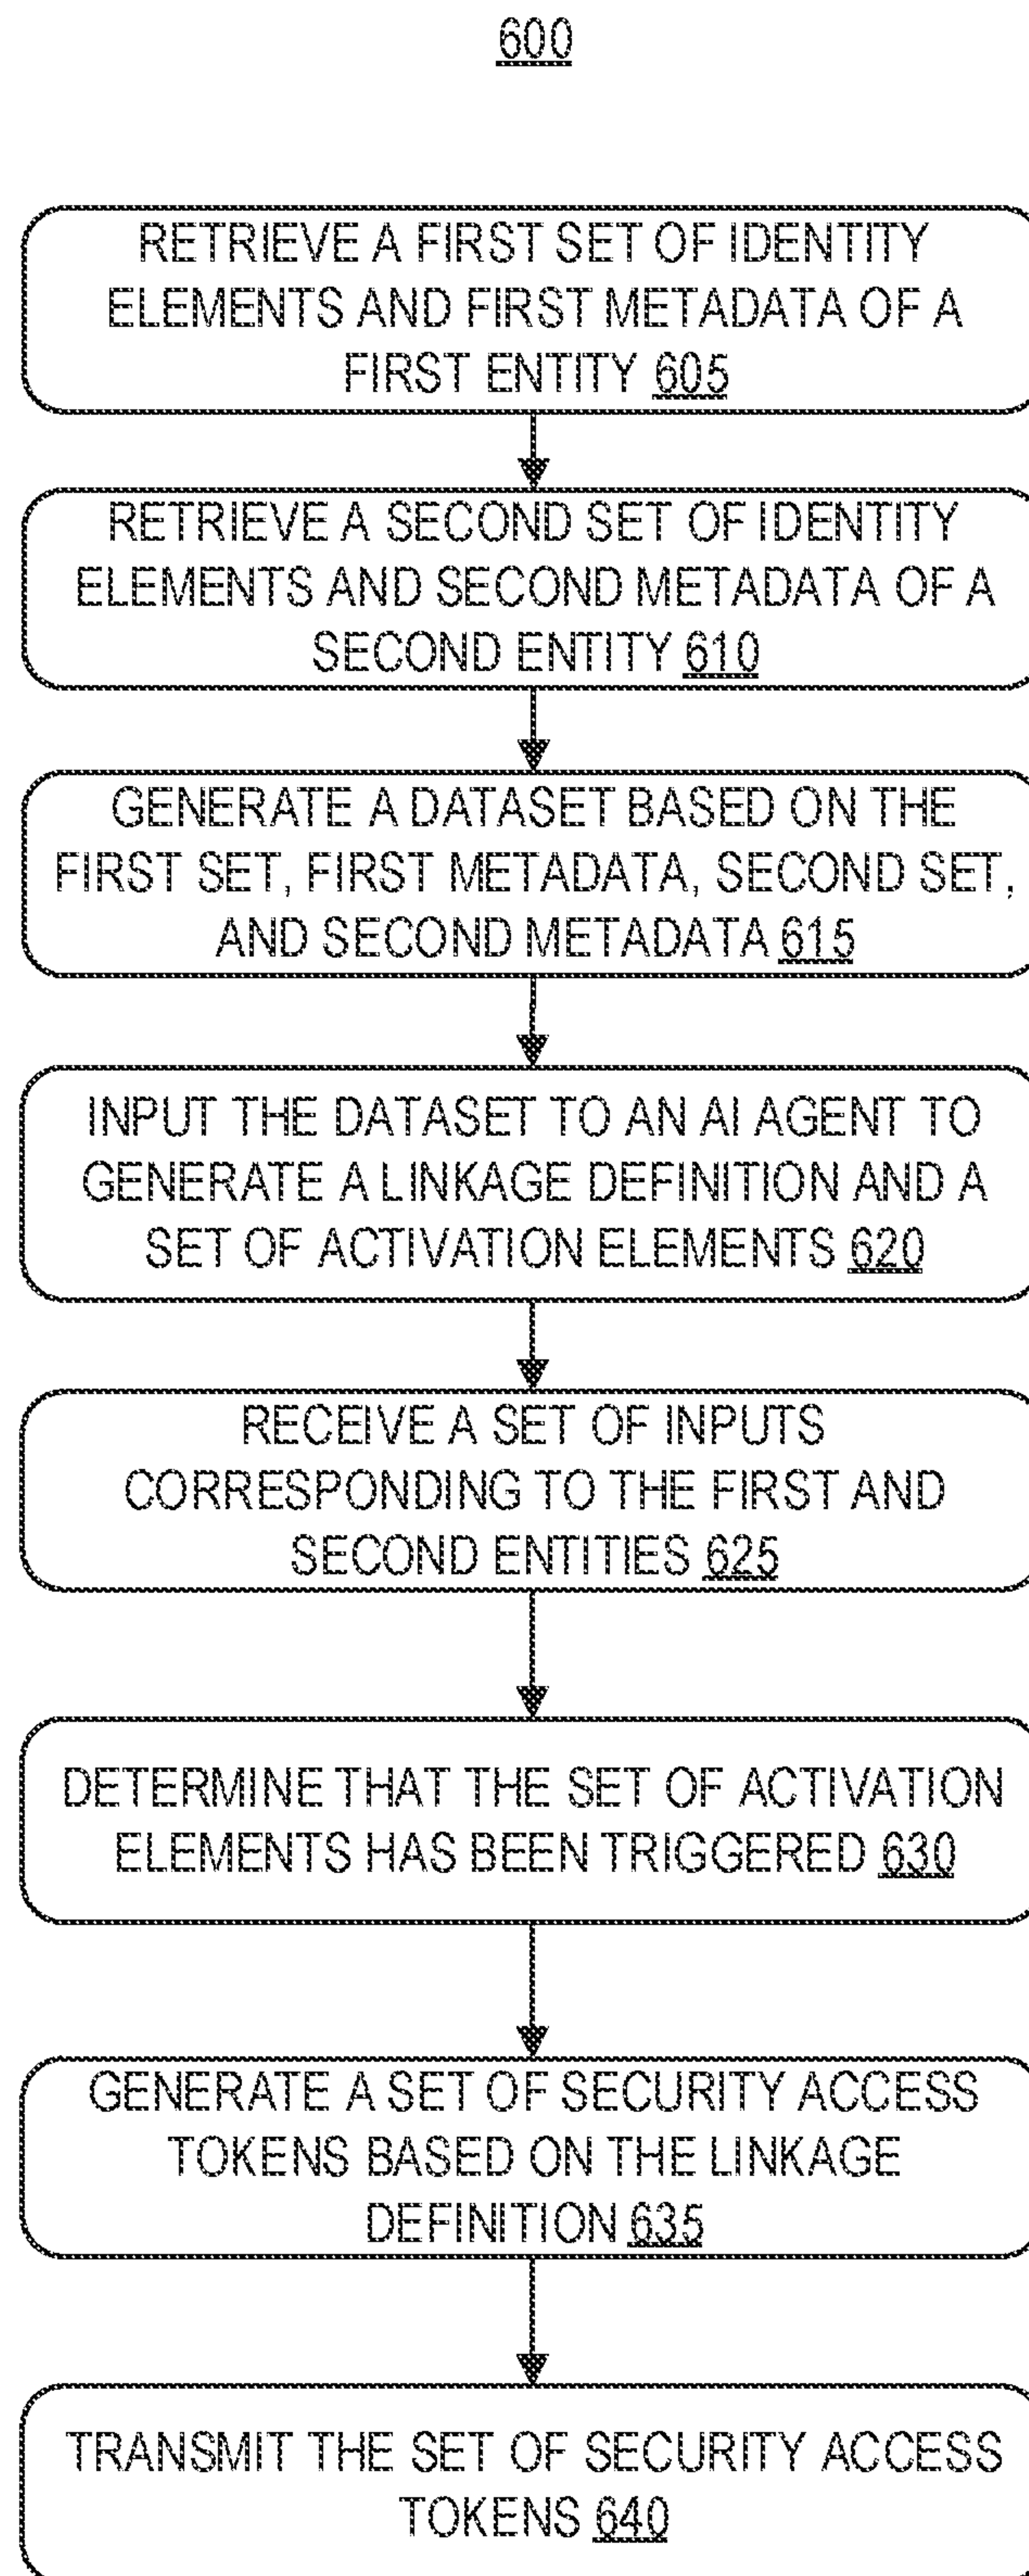 600
RETRIEVE A FIRST SET OF IDENTITY
ELEMENTS AND FIRST METADATA OF A
FIRST ENTITY 605
RETRIEVE A SECOND SET OF IDENTITY
ELEMENTS AND SECOND METADATA OF A
SECOND ENTITY 610
GENERATE A DATASET BASED ON THE
FIRST SET, FIRST METADATA, SECOND SET,
AND SECOND METADATA 615
INPUT THE DATASET TO AN AI AGENT TO
GENERATE A LINKAGE DEFINITION AND A
SET OF ACTIVATION ELEMENTS 620
RECEIVE A SET OF INPUTS
CORRESPONDING TO THE FIRST AND
SECOND ENTITIES 625
DETERMINE THAT THE SET OF ACTIVATION
ELEMENTS HAS BEEN TRIGGERED 630
GENERATE A SET OF SECURITY ACCESS
TOKENS BASED ON THE LINKAGE
DEFINITION 635
TRANSMIT THE SET OF SECURITY ACCESS
TOKENS 640